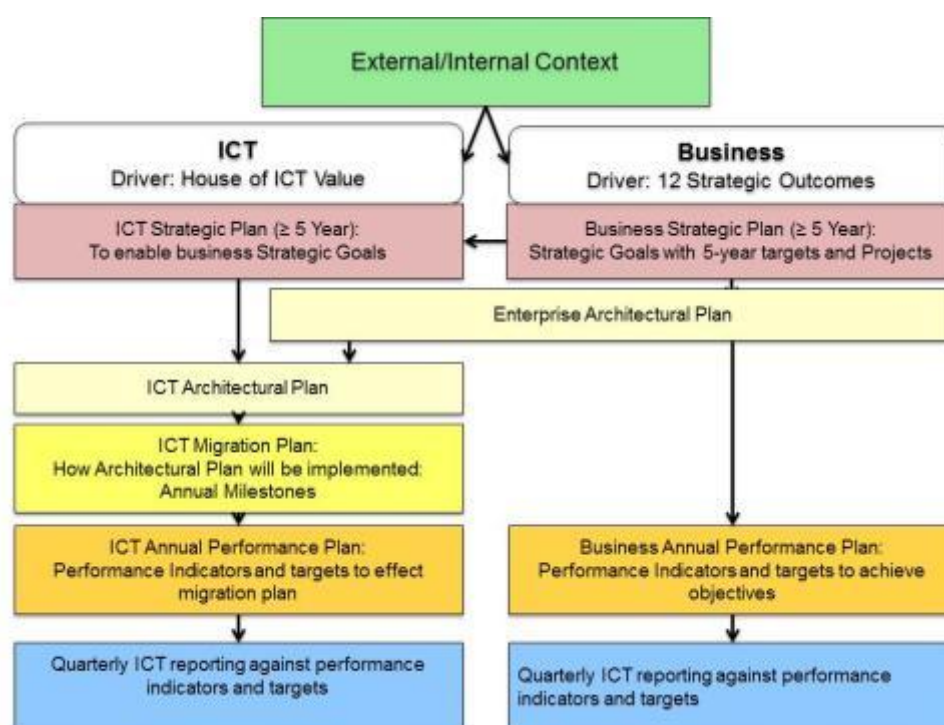 External/Internal Context
ICT
Driver: House of ICT Value
Business
Driver: 12 Strategic Outcomes
ICT Strategic Plan (≥ 5 Year):
To enable business Strategic Goals
Business Strategic Plan (≥ 5 Year):
Strategic Goals with 5-year targets and Projects
Enterprise Architectural Plan
ICT Architectural Plan
ICT Migration Plan:
How Architectural Plan will be implemented:
Annual Milestones
ICT Annual Performance Plan:
Performance Indicators and targets to effect
migration plan
Business Annual Performance Plan:
Performance Indicators and targets to achieve
objectives
Quarterly ICT reporting against performance
indicators and targets
Quarterly ICT reporting against performance
indicators and targets